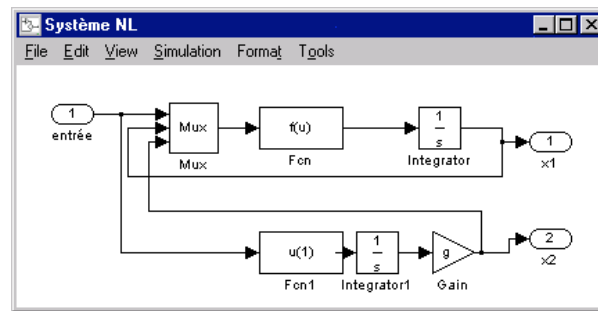 Système NL
File Edit View Simulation Format Tools
1
entrée
Mux
Mux
f(u)
Fcn
1
s
Integrator
1
x1
u(1)
Fcn1
1
s
Integrator1
g
Gain
2
x2